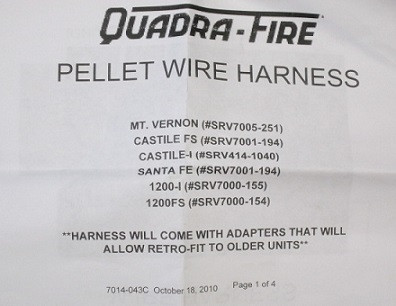 QUADRA-FIRE
PELLET WIRE HARNESS
MT. VERNON (#SRV7005-251)
CASTILE FS (#SRV7001-194)
CASTILE-I (#SRV414-1040)
SANTA FE (#SRV7001-194)
1200-I (#SRV7000-155)
1200FS (#SRV7000-154)
**HARNESS WILL COME WITH ADAPTERS THAT WILL
ALLOW RETRO-FIT TO OLDER UNITS**
7014-043C October 18, 2010 Page 1 of 4